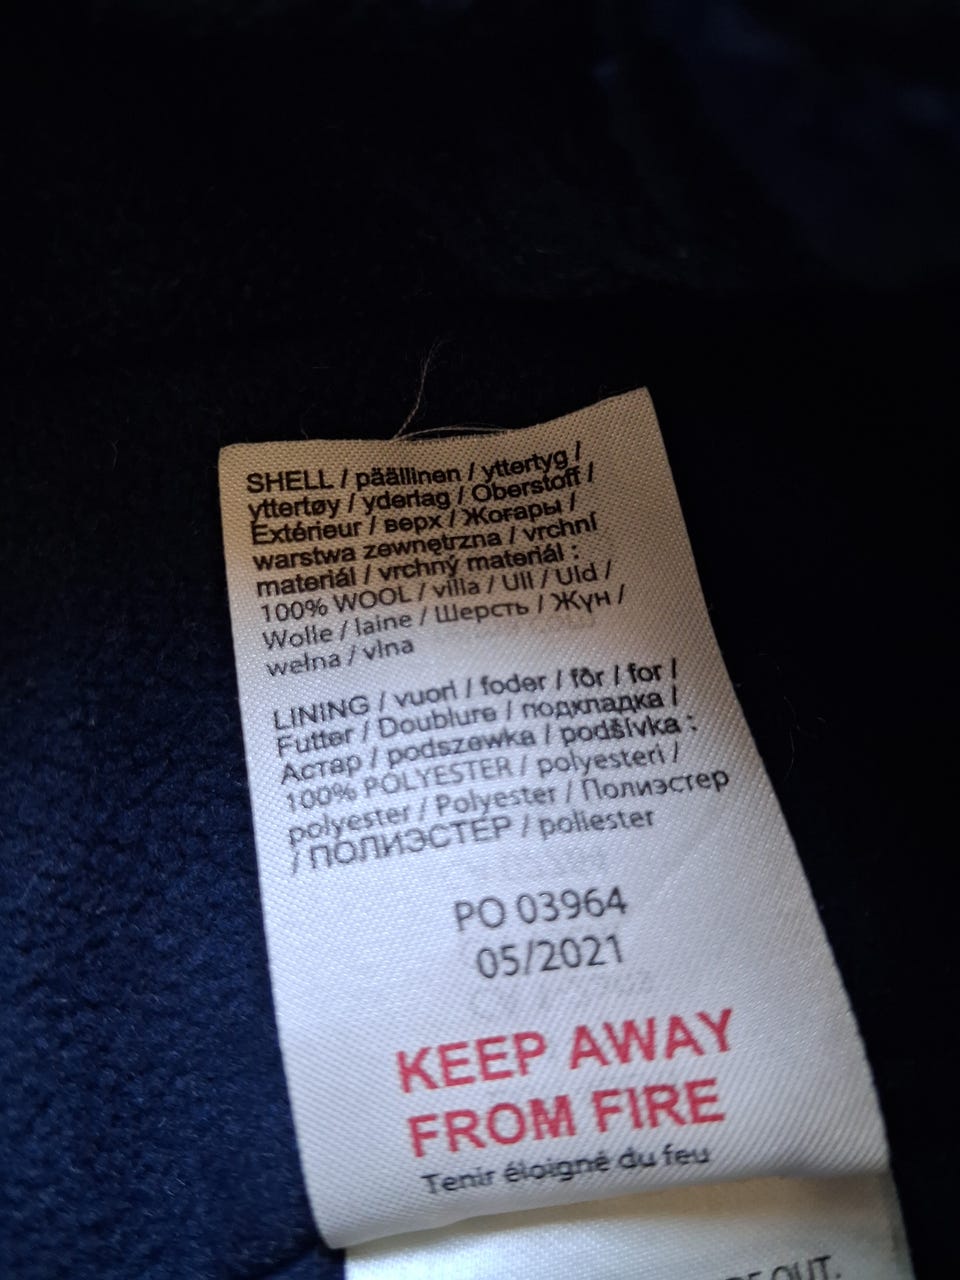 SHELL / päällinen / yttertyg /
yttertøy / yderlag / Oberstoff /
Extérieur / верх / Жоғары /
warstwa zewnętrzna / vrchní
materiál / vrchný materiál :
100% WOOL / villa / Ull / Uld /
Wolle / laine / Шерсть / Жүн /
wełna / vlna
LINING / vuori / foder / fôr / for /
Futter / Doublure / подкладка /
Астар / podszewka / podšívka :
100% POLYESTER / polyesteri /
polyester / Polyester / Полиэстер
/ ПОЛИЭСТЕР / poliester
PO 03964
05/2021
KEEP AWAY
FROM FIRE
Tenir éloigné du feu
OUT.